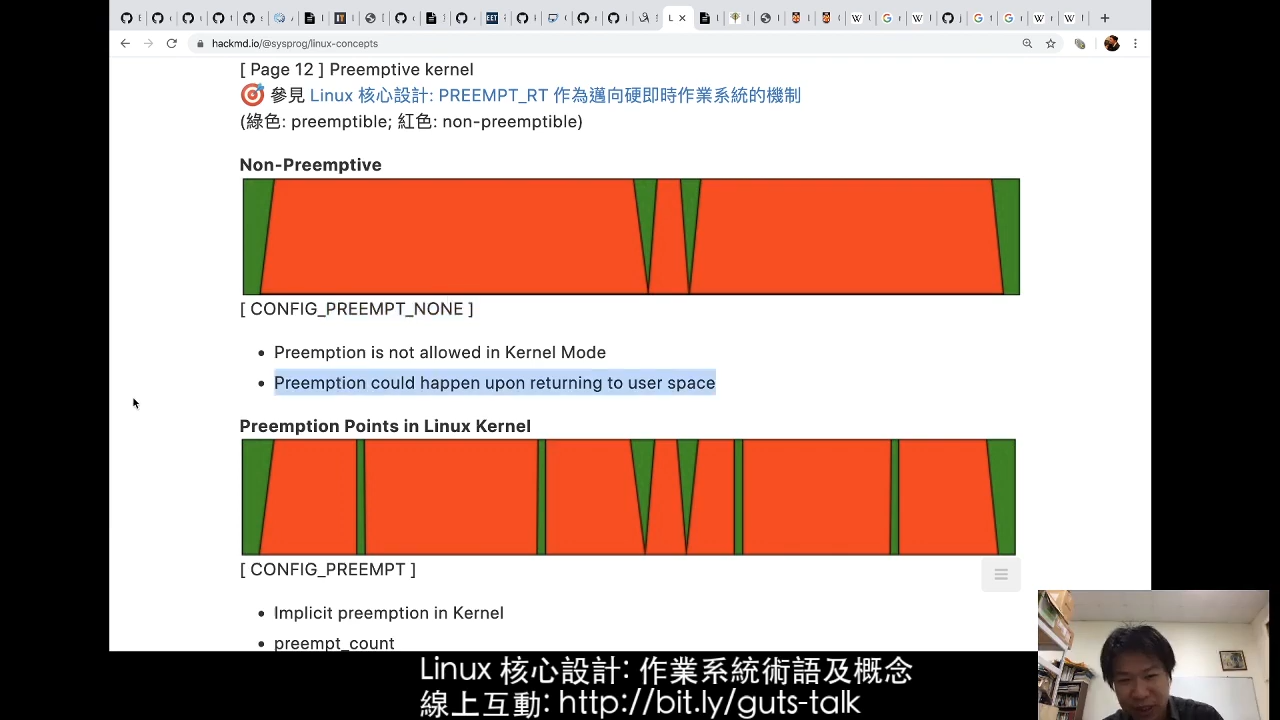 hackmd.io/@sysprog/linux-concepts
[ Page 12 ] Preemptive kernel
🎯 參見 Linux 核心設計: PREEMPT_RT 作為邁向硬即時作業系統的機制
(綠色: preemptible; 紅色: non-preemptible)
Non-Preemptive
[ CONFIG_PREEMPT_NONE ]
• Preemption is not allowed in Kernel Mode
• Preemption could happen upon returning to user space
Preemption Points in Linux Kernel
[ CONFIG_PREEMPT ]
• Implicit preemption in Kernel
• preempt_count
Linux 核心設計: 作業系統術語及概念
線上互動: http://bit.ly/guts-talk